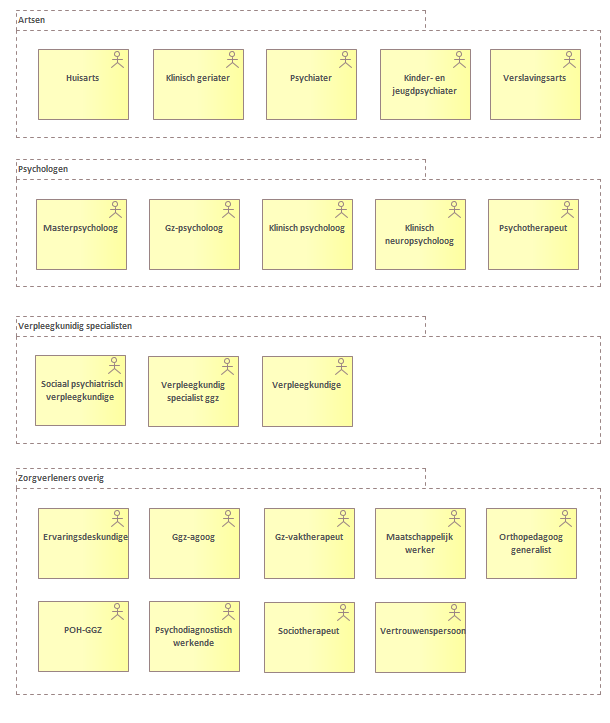 Artsen
Huisarts
Klinisch geriater
Psychiater
Kinder- en
jeugdpsychiater
Verslavingsarts
Psychologen
Masterpsycholoog
Gz-psycholoog
Klinisch psycholoog
Klinisch
neuropsycholoog
Psychotherapeut
Verpleegkunidig specialisten
Sociaal psychiatrisch
verpleegkundige
Verpleegkundig
specialist ggz
Verpleegkundige
Zorgverleners overig
Ervaringsdeskundige
Ggz-agoog
Gz-vaktherapeut
Maatschappelijk
werker
Orthopedagoog
generalist
POH-GGZ
Psychodiagnostisch
werkende
Sociotherapeut
Vertrouwenspersoon